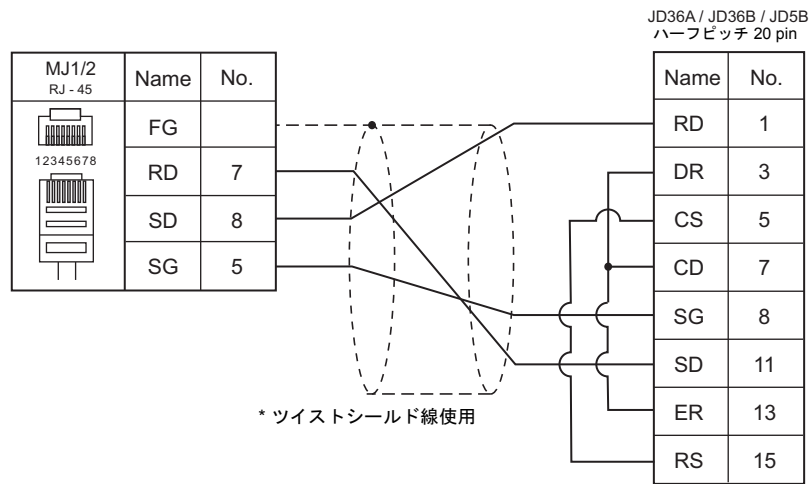 JD36A / JD36B / JD5B
ハーフピッチ 20 pin
MJ1/2
RJ - 45
Name No.
12345678
FG
RD 7
SD 8
SG 5
Name No.
RD 1
DR 3
CS 5
CD 7
SG 8
SD 11
ER 13
RS 15
* ツイストシールド線使用